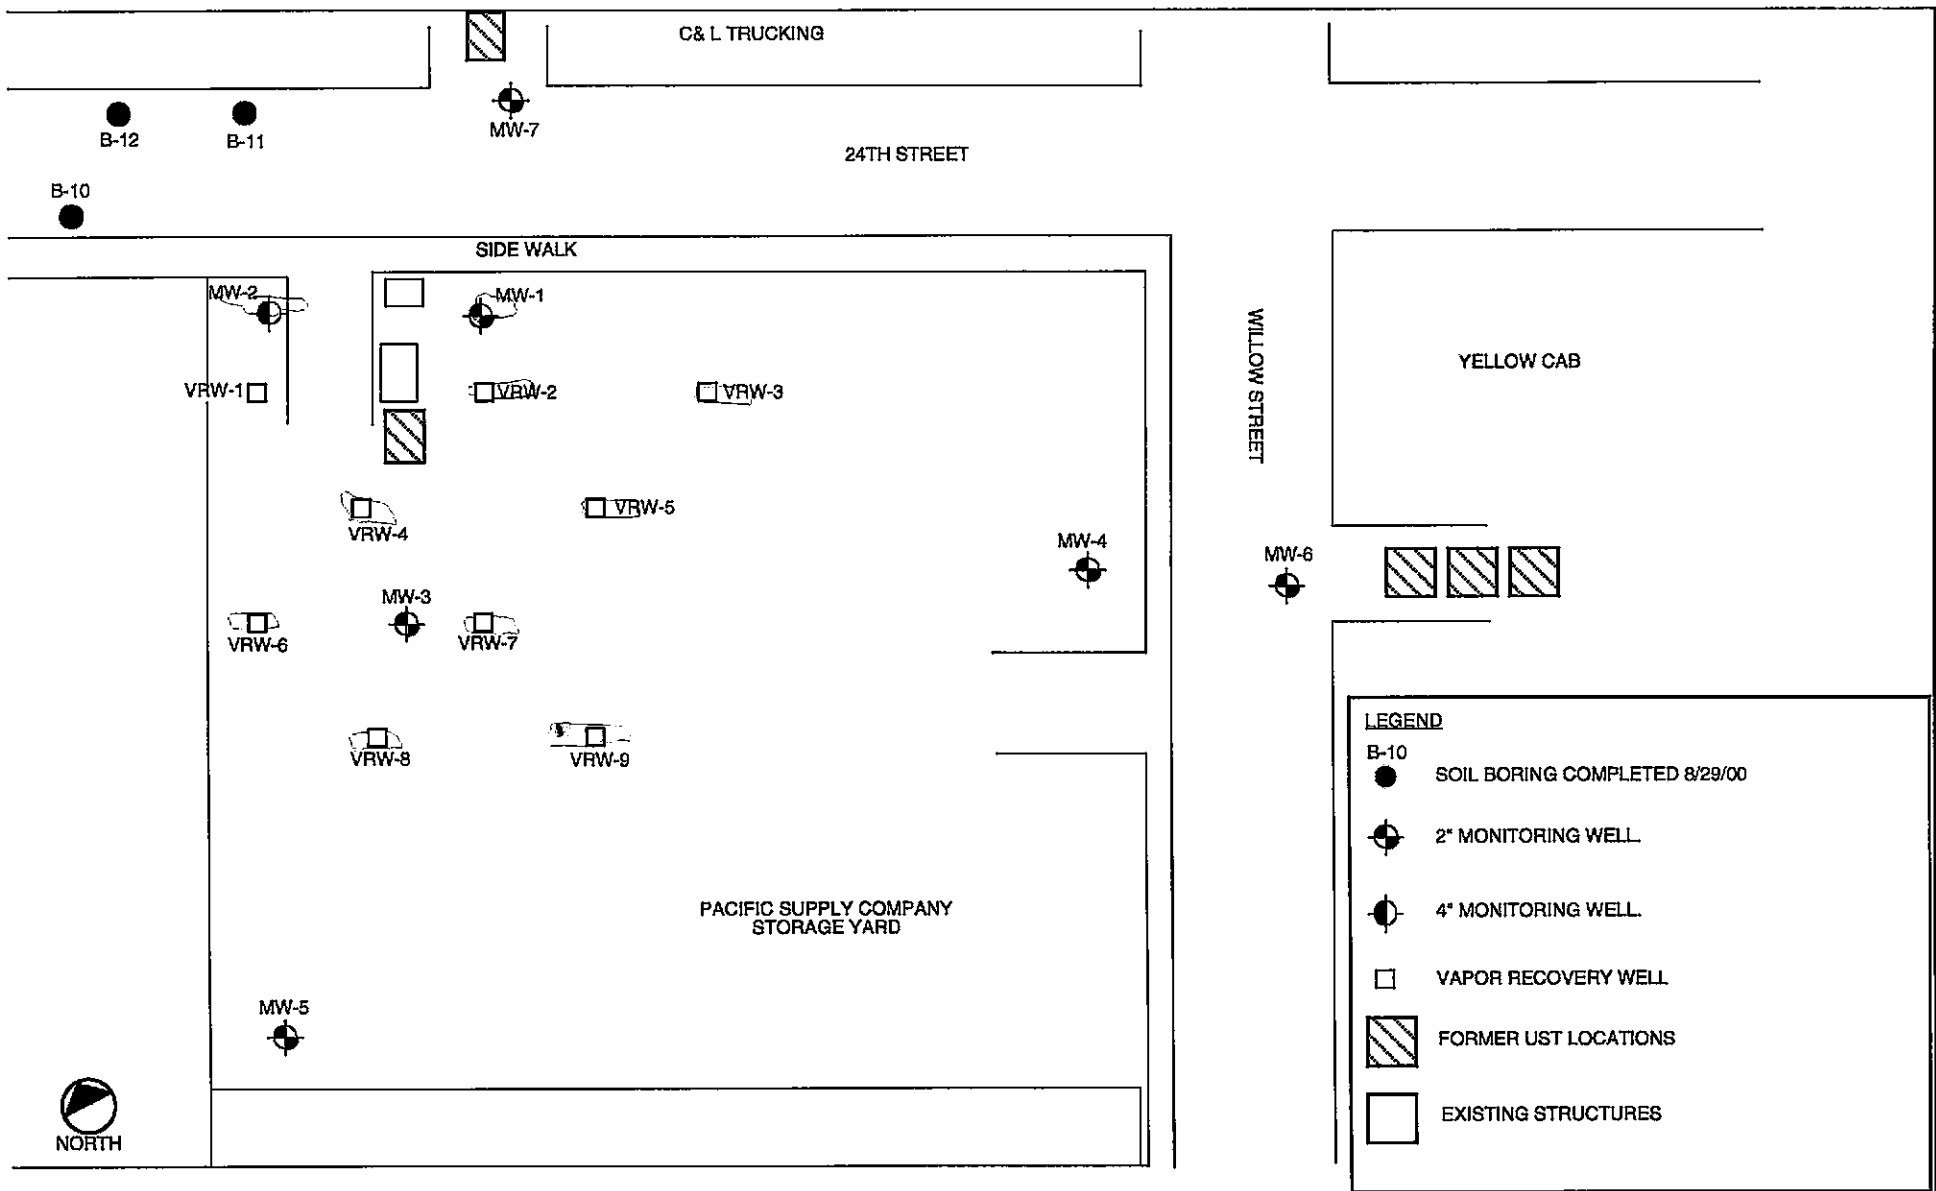 C& L TRUCKING
B-12
B-11
MW-7
24TH STREET
B-10
SIDE WALK
MW-2
MW-1
WILLOW STREET
YELLOW CAB
VRW-1
VRW-2
VRW-3
VRW-4
VRW-5
MW-4
MW-6
MW-3
VRW-6
VRW-7
VRW-8
VRW-9
PACIFIC SUPPLY COMPANY
STORAGE YARD
MW-5
NORTH
LEGEND
B-10
SOIL BORING COMPLETED 8/29/00
2" MONITORING WELL.
4" MONITORING WELL.
VAPOR RECOVERY WELL
FORMER UST LOCATIONS
EXISTING STRUCTURES